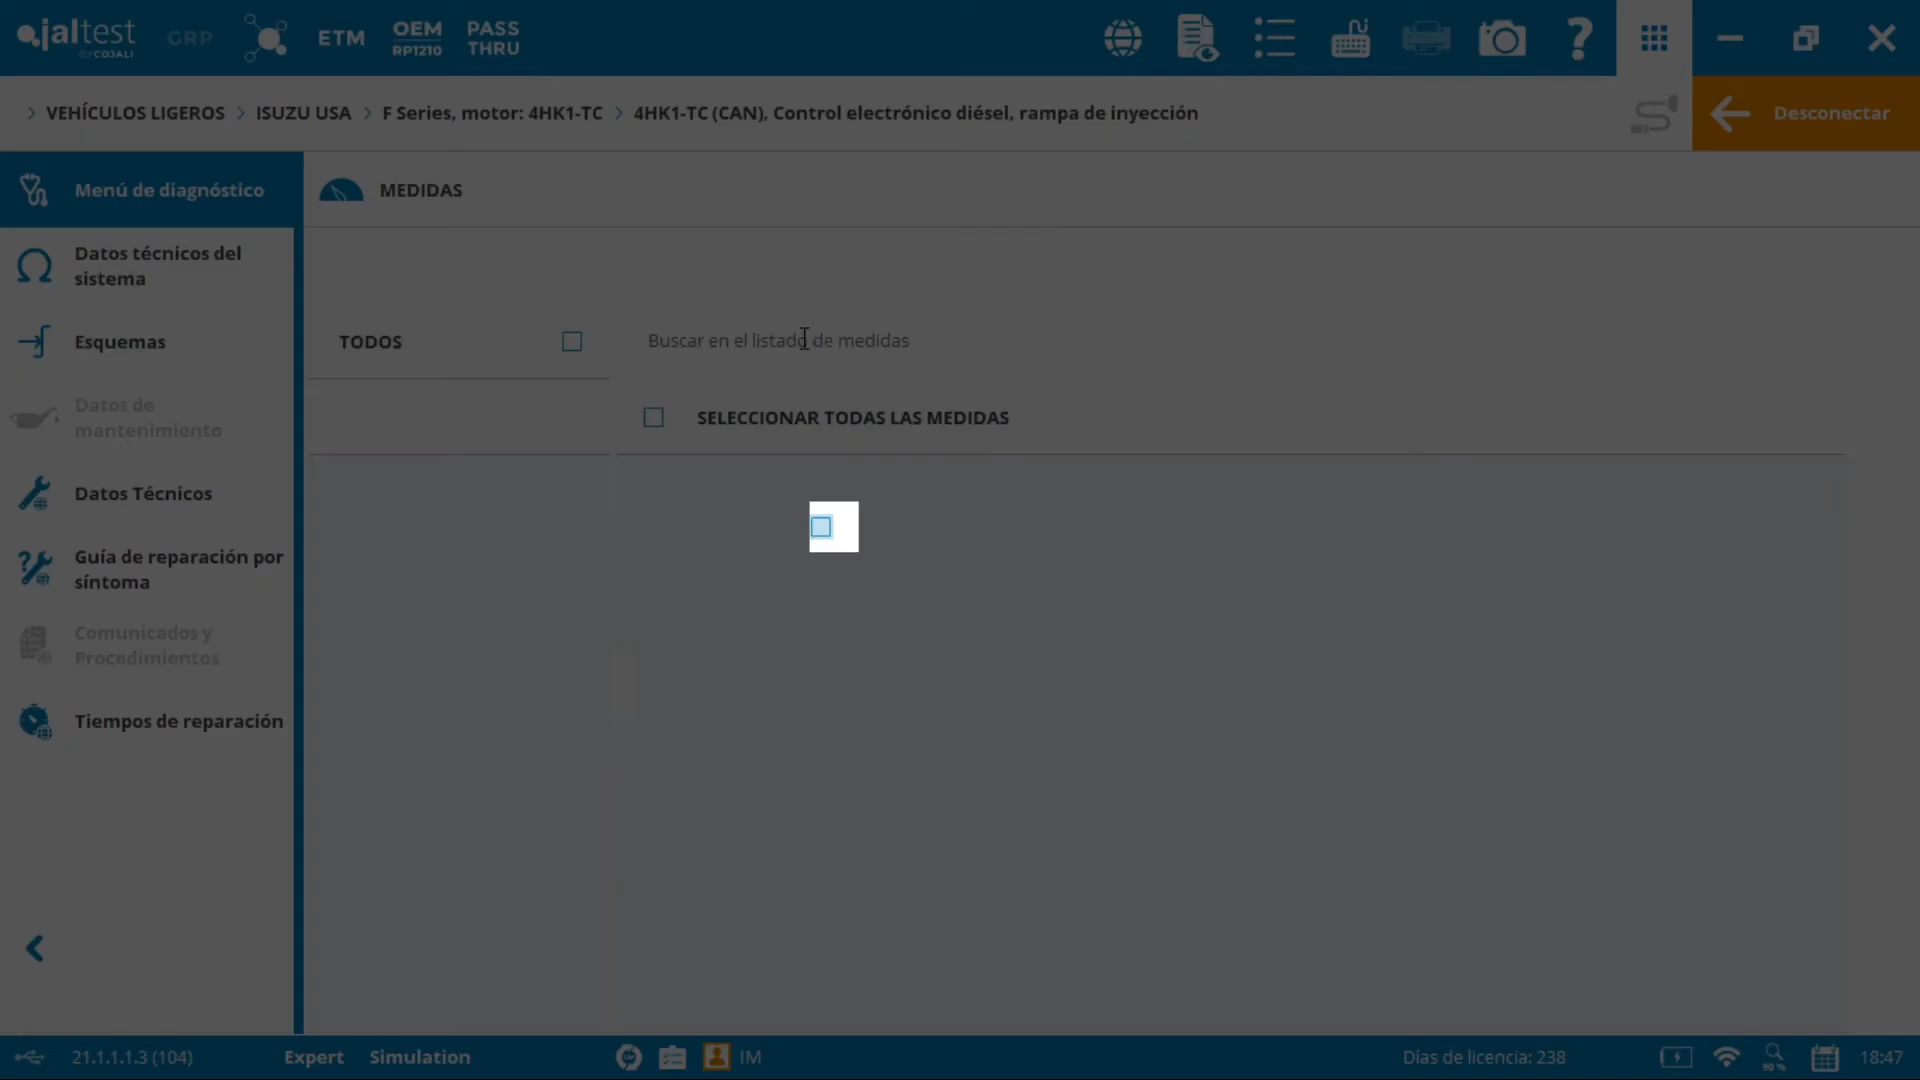 jaltest
BY COJALI
GRP
ETM
OEM
RP1210
PASS
THRU
VEHÍCULOS LIGEROS > ISUZU USA > F Series, motor: 4HK1-TC > 4HK1-TC (CAN), Control electrónico diésel, rampa de inyección
Desconectar
Menú de diagnóstico
MEDIDAS
Datos técnicos del
sistema
Esquemas
Datos de
mantenimiento
Datos Técnicos
Guía de reparación por
síntoma
Comunicados y
Procedimientos
Tiempos de reparación
TODOS
Buscar en el listado de medidas
SELECCIONAR TODAS LAS MEDIDAS
21.1.1.1.3 (104)
Expert
Simulation
IM
Días de licencia: 238
18:47